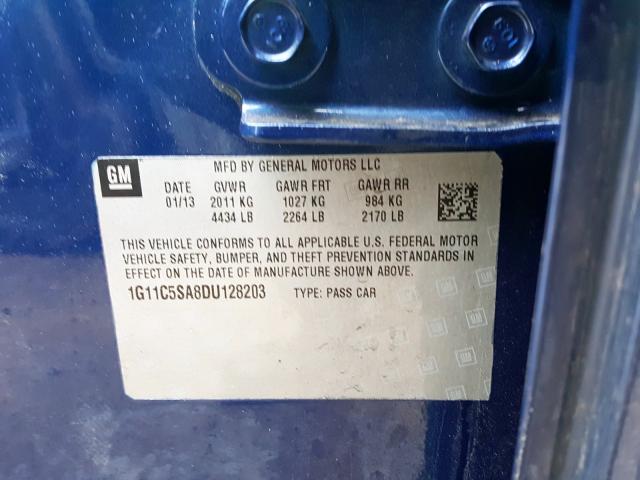 GM
MFD BY GENERAL MOTORS LLC
DATE GVWR GAWR FRT GAWR RR
01/13 2011 KG 1027 KG 984 KG
4434 LB 2264 LB 2170 LB
THIS VEHICLE CONFORMS TO ALL APPLICABLE U.S. FEDERAL MOTOR
VEHICLE SAFETY, BUMPER, AND THEFT PREVENTION STANDARDS IN
EFFECT ON THE DATE OF MANUFACTURE SHOWN ABOVE.
1G11C5SA8DU128203 TYPE: PASS CAR